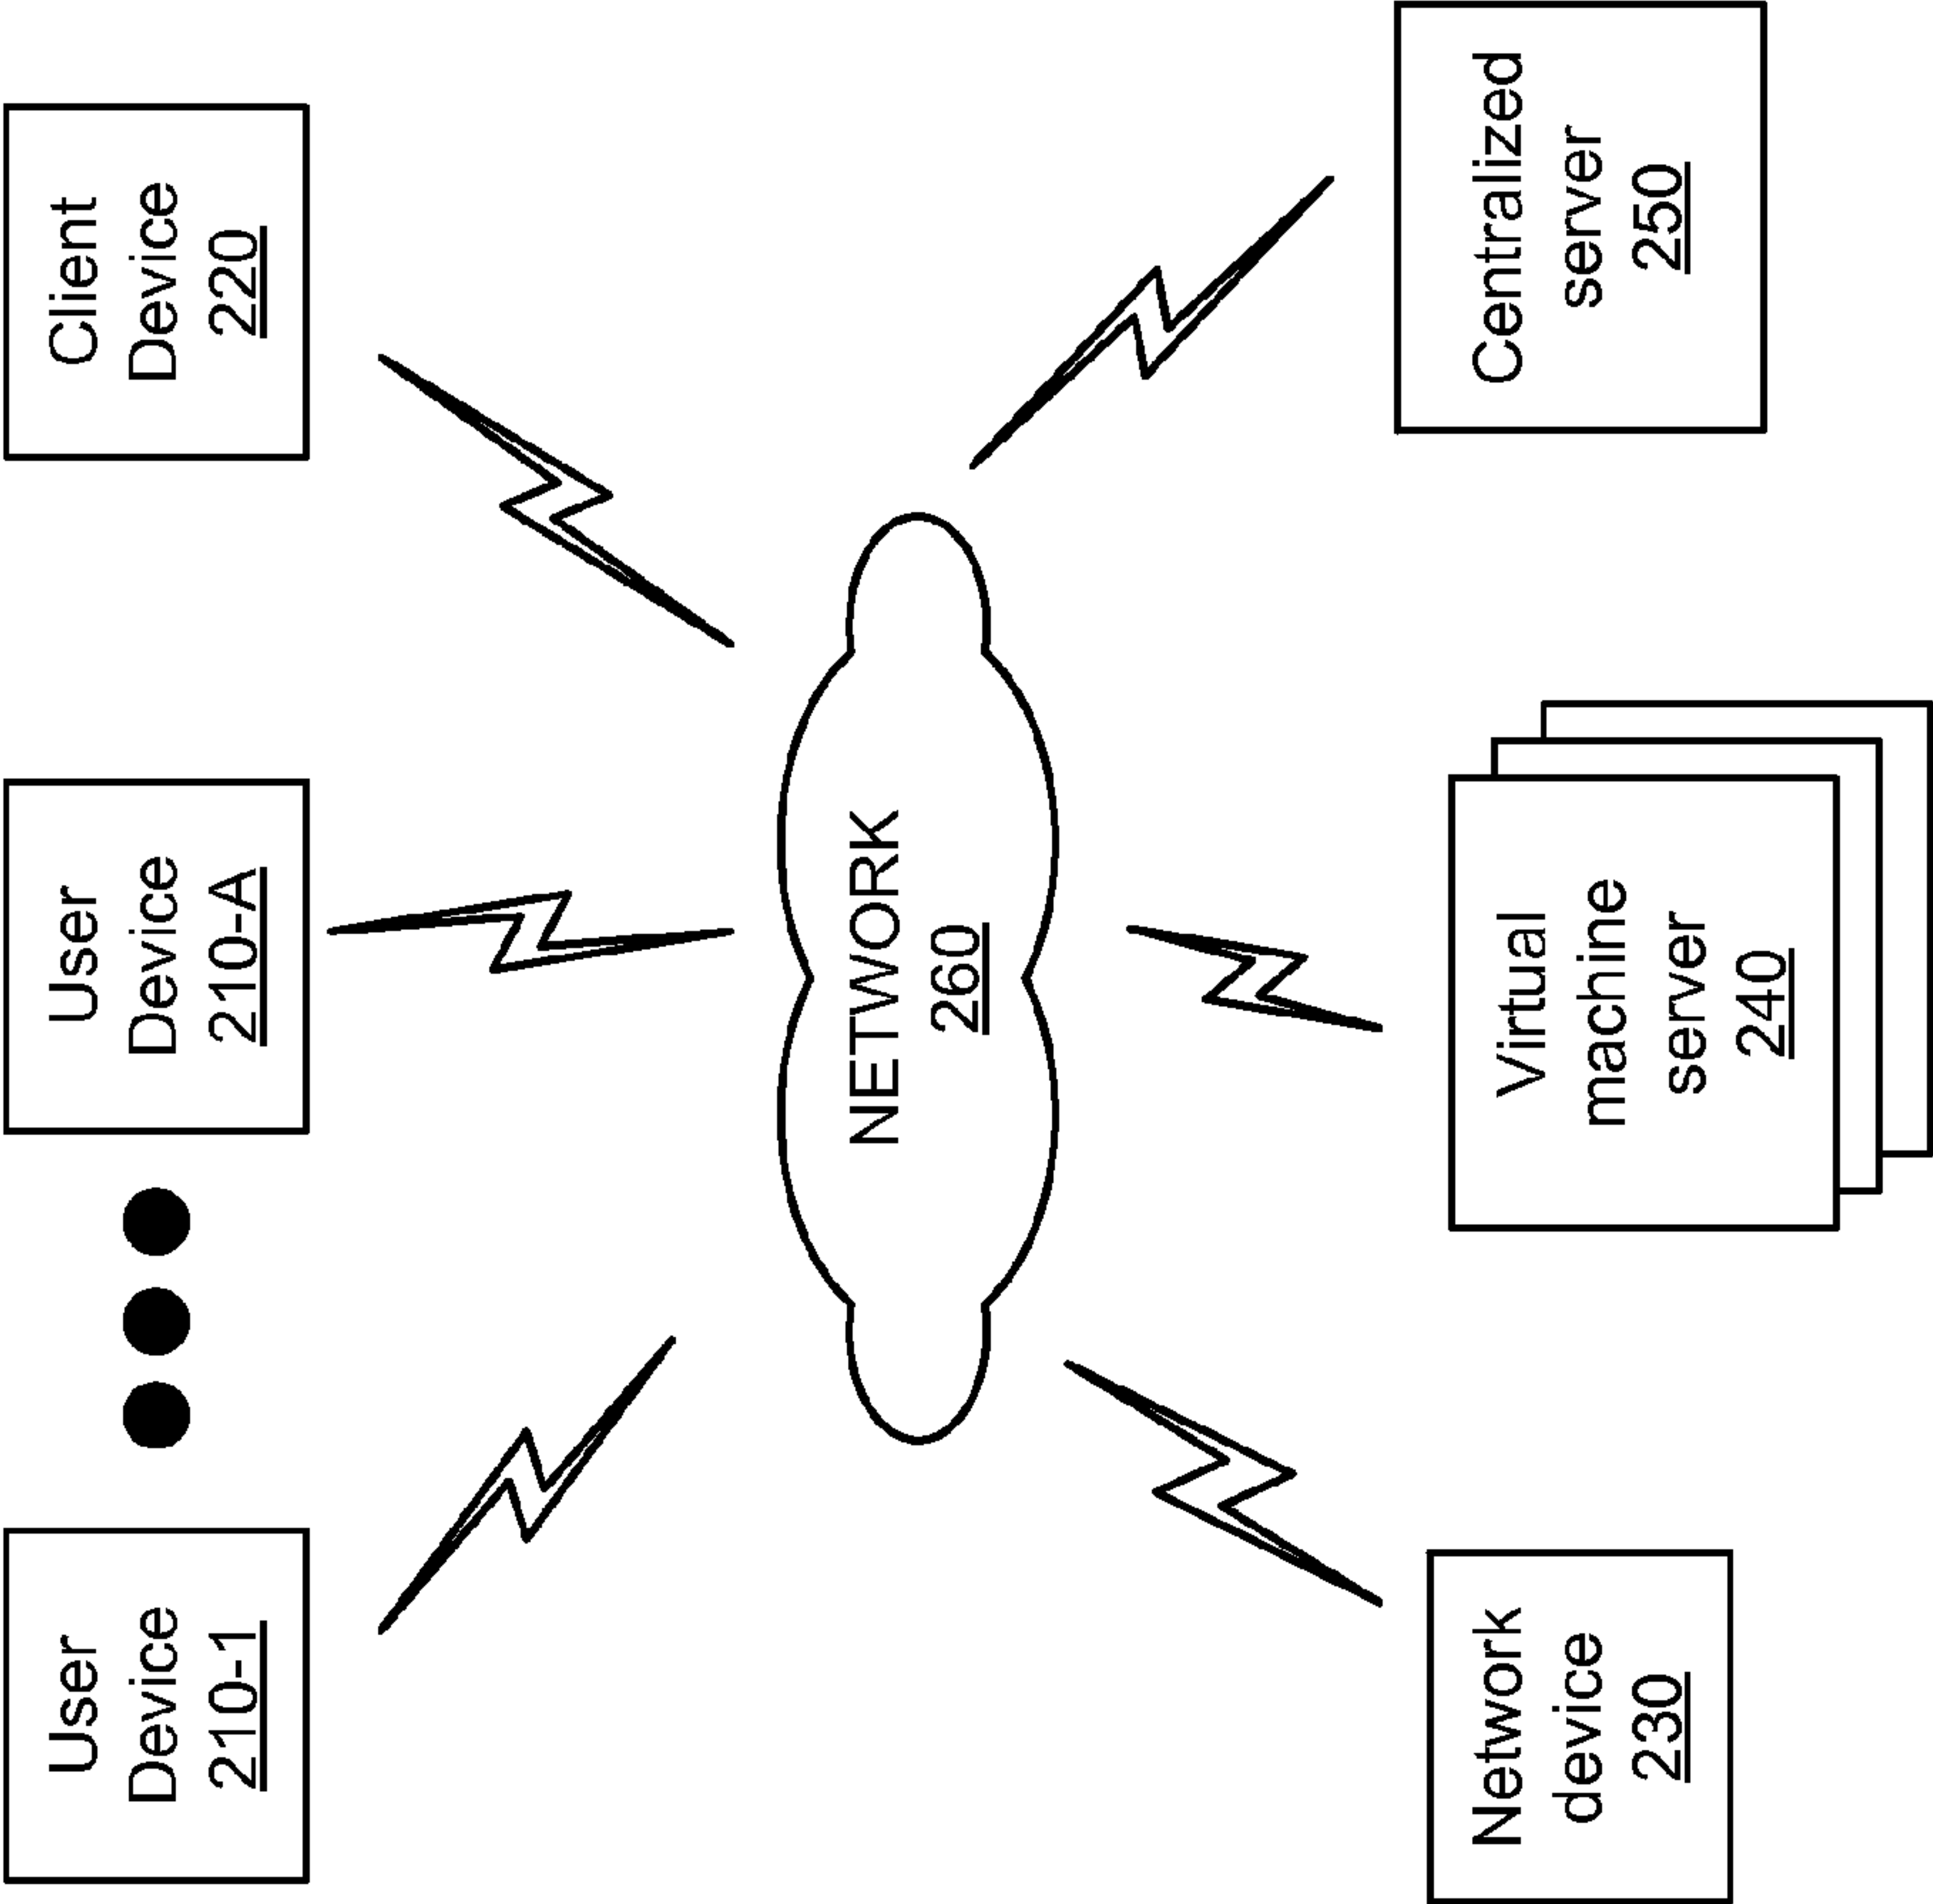 User
Device
210-1
User
Device
210-A
Client
Device
220
NETWORK
260
Network
device
230
Virtual
machine
server
240
Centralized
server
250